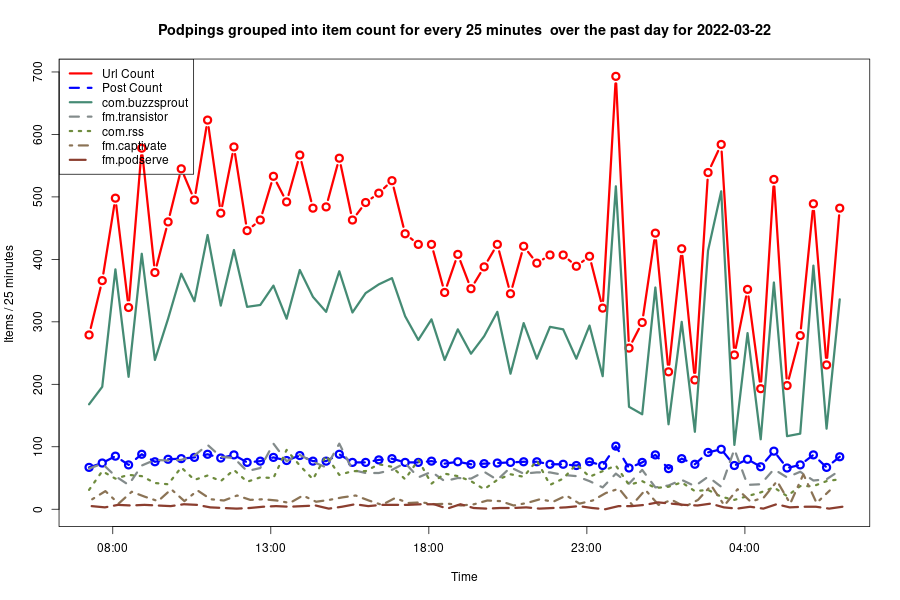 Podpings grouped into item count for every 25 minutes  over the past day for 2022-03-22
Url Count
Post Count
com.buzzsprout
fm.transistor
com.rss
fm.captivate
fm.podserve
Items / 25 minutes
700
600
500
400
300
200
100
0
08:00
13:00
18:00
23:00
04:00
Time